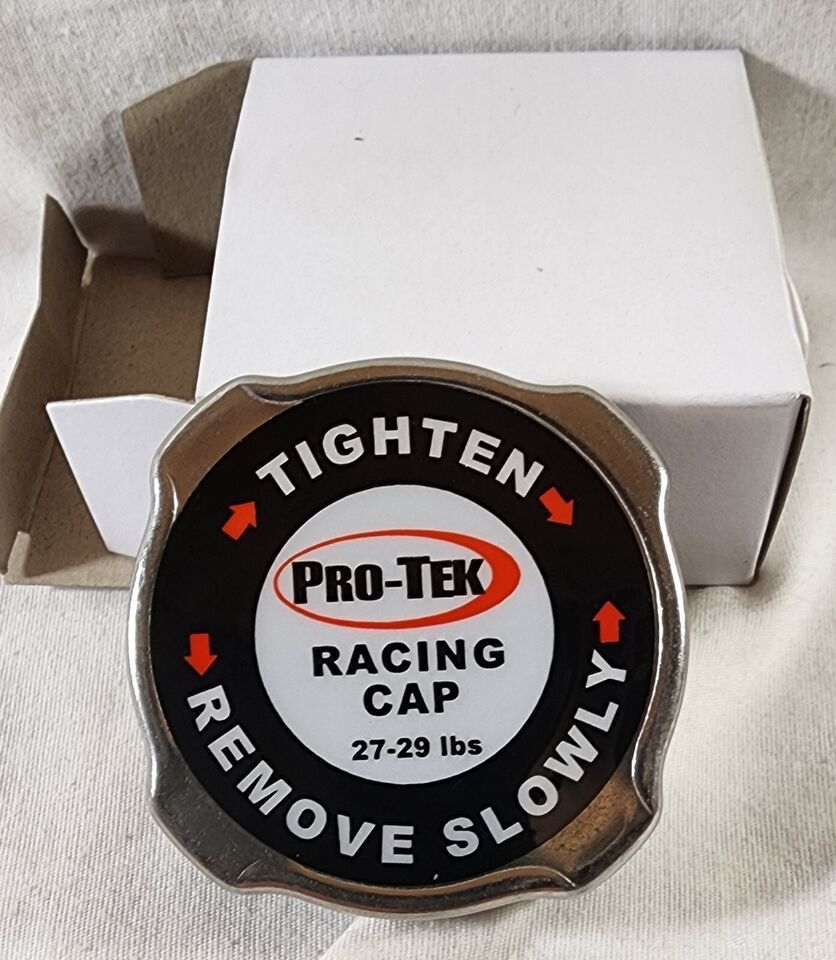 TIGHTEN
PRO-TEK
RACING
CAP
27-29 lbs
REMOVE SLOWLY